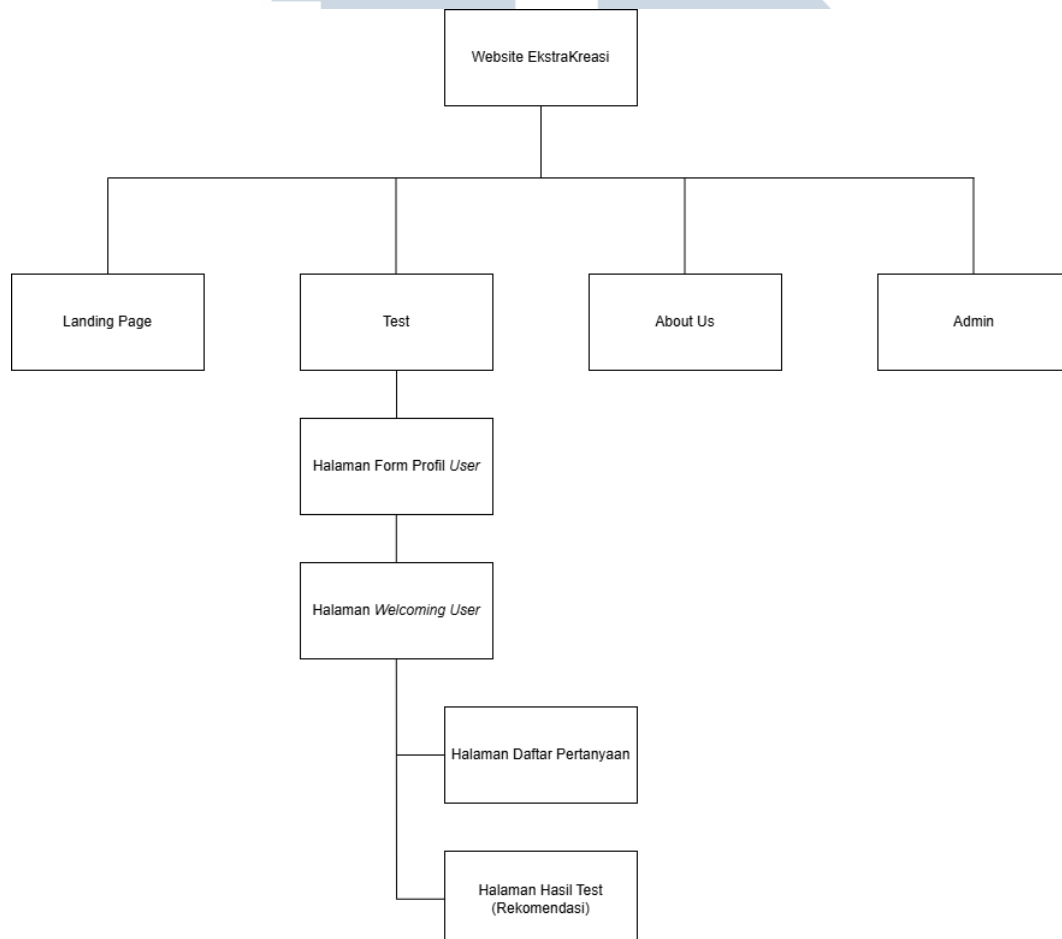 Website EkstraKreasi
Landing Page
Test
About Us
Admin
Halaman Form Profil User
Halaman Welcoming User
Halaman Daftar Pertanyaan
Halaman Hasil Test
(Rekomendasi)